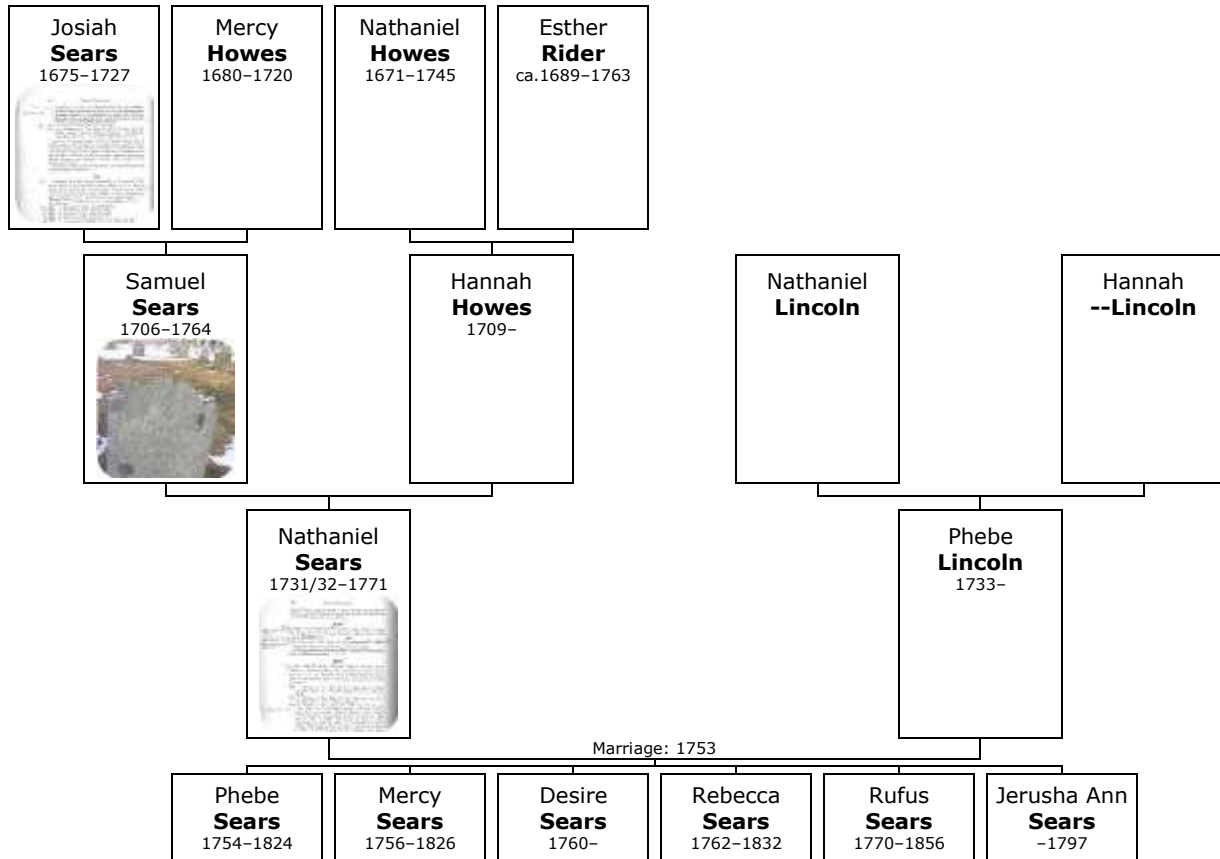 Josiah
Sears
1675–1727
Mercy
Howes
1680–1720
Nathaniel
Howes
1671–1745
Esther
Rider
ca.1689–1763
Samuel
Sears
1706–1764
Hannah
Howes
1709–
Nathaniel
Lincoln
Hannah
--Lincoln
Nathaniel
Sears
1731/32–1771
Phebe
Lincoln
1733–
Marriage: 1753
Phebe
Sears
1754–1824
Mercy
Sears
1756–1826
Desire
Sears
1760–
Rebecca
Sears
1762–1832
Rufus
Sears
1770–1856
Jerusha Ann
Sears
–1797